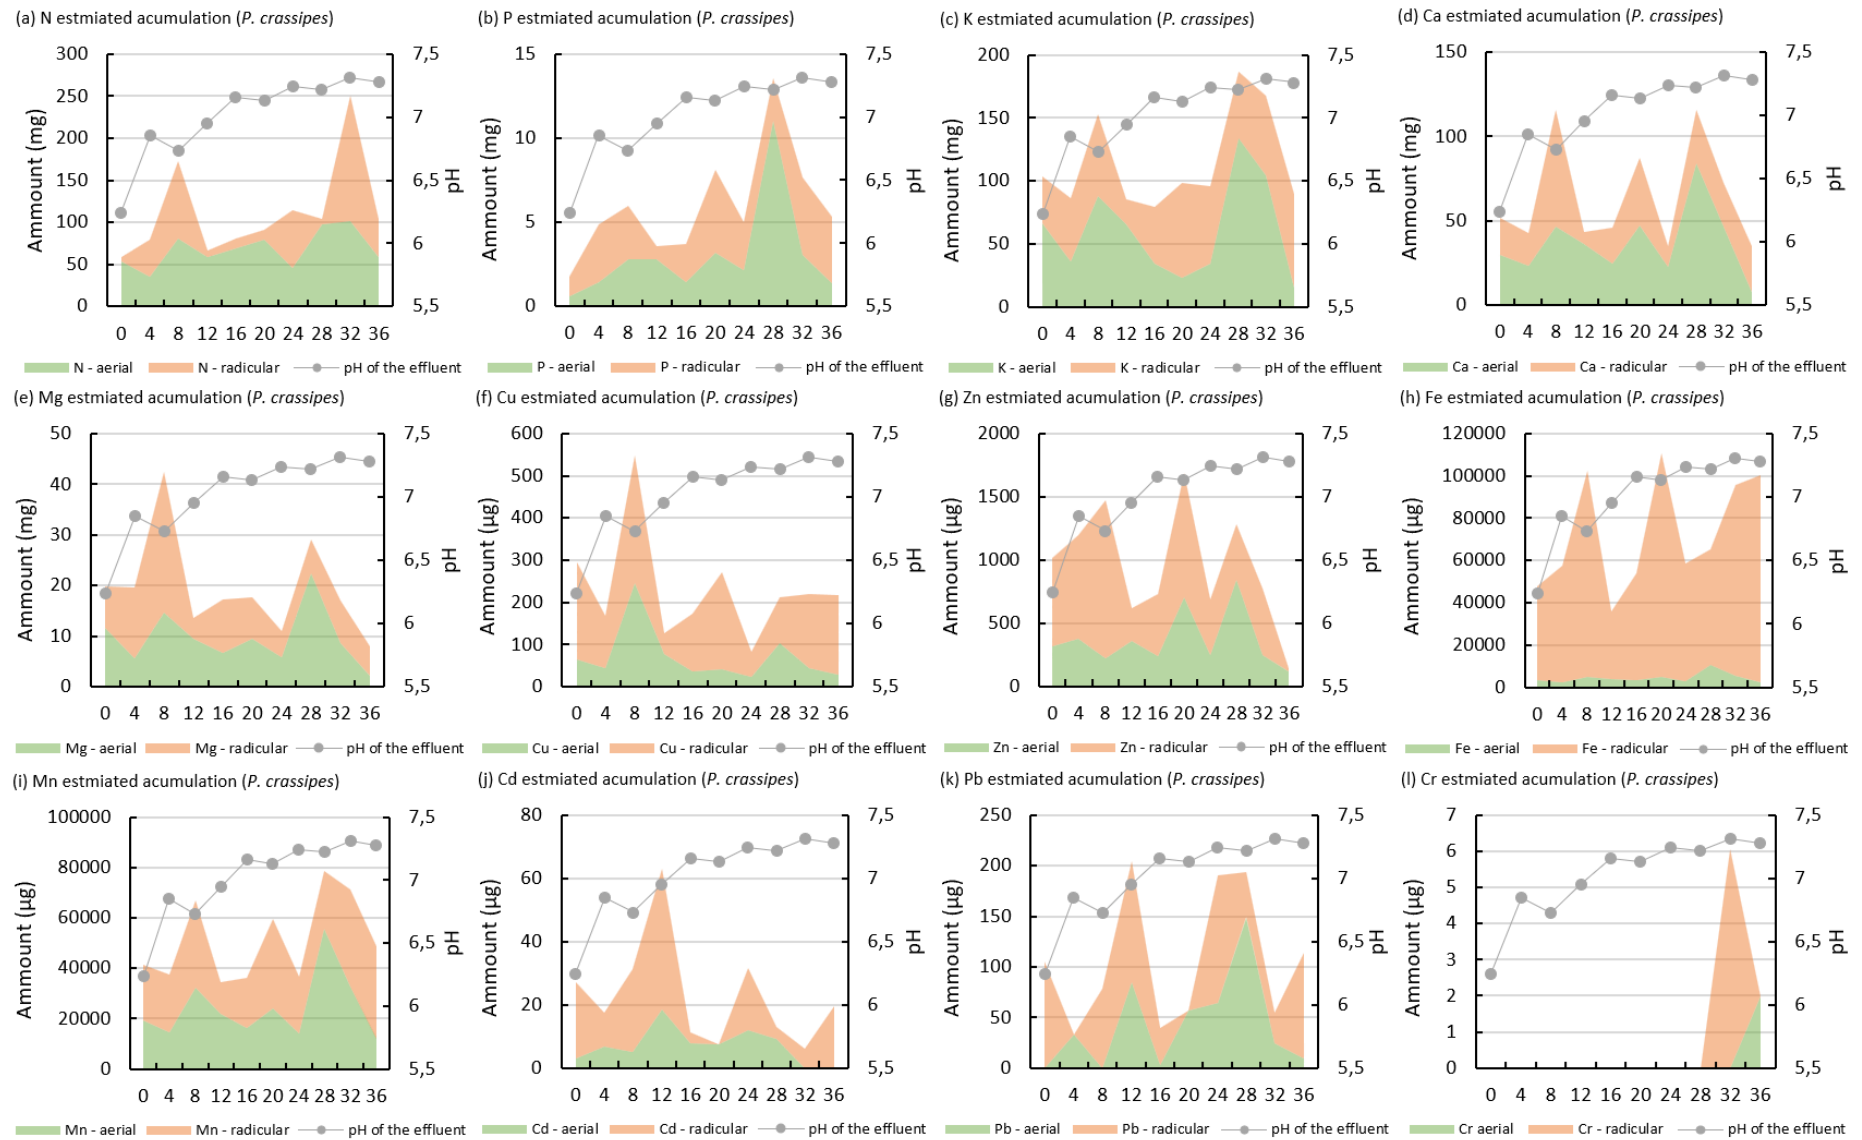 (a) N estmiated acumulation (P. crassipes)
300
250
200
150
100
50
0
Ammount (mg)
7,5
7
6,5
6
5,5
pH
0 4 8 12 16 20 24 28 32 36
N - aerial N - radicular pH of the effluent
(b) P estmiated acumulation (P. crassipes)
15
10
5
0
Ammount (mg)
7,5
7
6,5
6
5,5
pH
0 4 8 12 16 20 24 28 32 36
P - aerial P - radicular pH of the effluent
(c) K estmiated acumulation (P. crassipes)
200
150
100
50
0
Ammount (mg)
7,5
7
6,5
6
5,5
pH
0 4 8 12 16 20 24 28 32 36
K - aerial K - radicular pH of the effluent
(d) Ca estmiated acumulation (P. crassipes)
150
100
50
0
Ammount (mg)
7,5
7
6,5
6
5,5
pH
0 4 8 12 16 20 24 28 32 36
Ca - aerial Ca - radicular pH of the effluent
(e) Mg estmiated acumulation (P. crassipes)
50
40
30
20
10
0
Ammount (mg)
7,5
7
6,5
6
5,5
pH
0 4 8 12 16 20 24 28 32 36
Mg - aerial Mg - radicular pH of the effluent
(f) Cu estmiated acumulation (P. crassipes)
600
500
400
300
200
100
0
Ammount (µg)
7,5
7
6,5
6
5,5
pH
0 4 8 12 16 20 24 28 32 36
Cu - aerial Cu - radicular pH of the effluent
(g) Zn estmiated acumulation (P. crassipes)
2000
1500
1000
500
0
Ammount (µg)
7,5
7
6,5
6
5,5
pH
0 4 8 12 16 20 24 28 32 36
Zn - aerial Zn - radicular pH of the effluent
(h) Fe estmiated acumulation (P. crassipes)
120000
100000
80000
60000
40000
20000
0
Ammount (µg)
7,5
7
6,5
6
5,5
pH
0 4 8 12 16 20 24 28 32 36
Fe - aerial Fe - radicular pH of the effluent
(i) Mn estmiated acumulation (P. crassipes)
100000
80000
60000
40000
20000
0
Ammount (µg)
7,5
7
6,5
6
5,5
pH
0 4 8 12 16 20 24 28 32 36
Mn - aerial Mn - radicular pH of the effluent
(j) Cd estmiated acumulation (P. crassipes)
80
60
40
20
0
Ammount (µg)
7,5
7
6,5
6
5,5
pH
0 4 8 12 16 20 24 28 32 36
Cd - aerial Cd - radicular pH of the effluent
(k) Pb estmiated acumulation (P. crassipes)
250
200
150
100
50
0
Ammount (µg)
7,5
7
6,5
6
5,5
pH
0 4 8 12 16 20 24 28 32 36
Pb - aerial Pb - radicular pH of the effluent
(l) Cr estmiated acumulation (P. crassipes)
7
6
5
4
3
2
1
0
Ammount (µg)
7,5
7
6,5
6
5,5
pH
0 4 8 12 16 20 24 28 32 36
Cr aerial Cr - radicular pH of the effluent